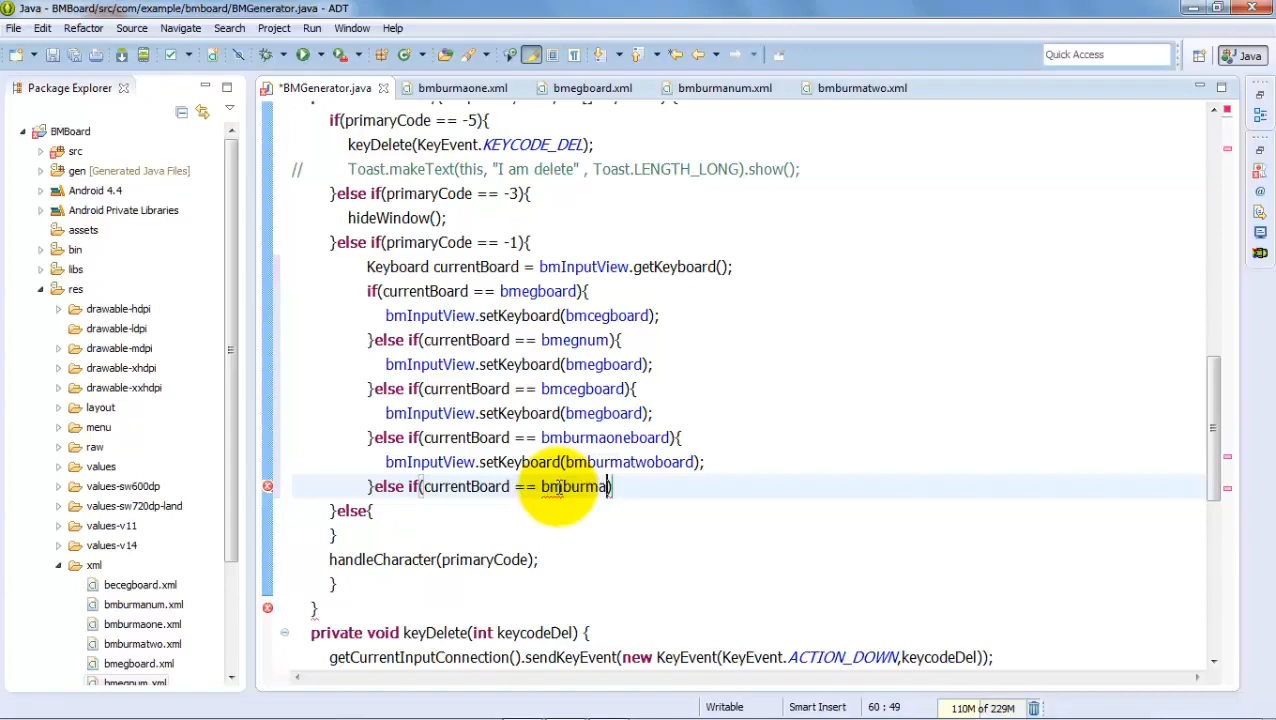 Java - BMBoard/src/com/example/bmboard/BMGenerator.java - ADT
File Edit Refactor Source Navigate Search Project Run Window Help
Quick Access
Java
Package Explorer
*BMGenerator.java bmburmaone.xml bmegboard.xml bmburmanum.xml bmburmatwo.xml
BMBoard
src
gen [Generated Java Files]
Android 4.4
Android Private Libraries
assets
bin
libs
res
drawable-hdpi
drawable-ldpi
drawable-mdpi
drawable-xhdpi
drawable-xxhdpi
layout
menu
raw
values
values-sw600dp
values-sw720dp-land
values-v11
values-v14
xml
becegboard.xml
bmburmanum.xml
bmburmaone.xml
bmburmatwo.xml
bmegboard.xml
bmegnum.xml
if(primaryCode == -5){
keyDelete(KeyEvent.KEYCODE_DEL);
// Toast.makeText(this, "I am delete" , Toast.LENGTH_LONG).show();
}else if(primaryCode == -3){
hideWindow();
}else if(primaryCode == -1){
Keyboard currentBoard = bmInputView.getKeyboard();
if(currentBoard == bmegboard){
bmInputView.setKeyboard(bmcegboard);
}else if(currentBoard == bmegnum){
bmInputView.setKeyboard(bmegboard);
}else if(currentBoard == bmcegboard){
bmInputView.setKeyboard(bmegboard);
}else if(currentBoard == bmburmaoneboard){
bmInputView.setKeyboard(bmburmatwoboard);
}else if(currentBoard == bmburma)
}else{
}
handleCharacter(primaryCode);
}
}
private void keyDelete(int keycodeDel) {
getCurrentInputConnection().sendKeyEvent(new KeyEvent(KeyEvent.ACTION_DOWN,keycodeDel));
Writable Smart Insert 60 : 49 110M of 229M